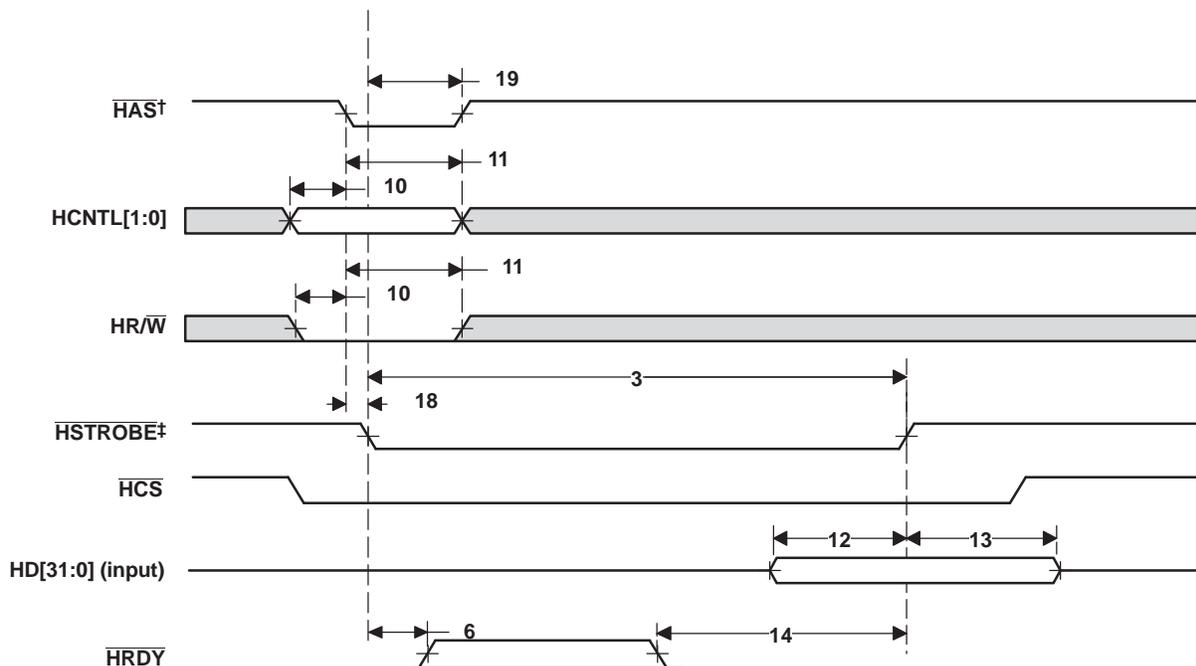 19
HAS†
11
10
HCNTL[1:0]
11
10
HR/W
3
18
HSTROBE‡
HCS
12 13
HD[31:0] (input)
6 14
HRDY